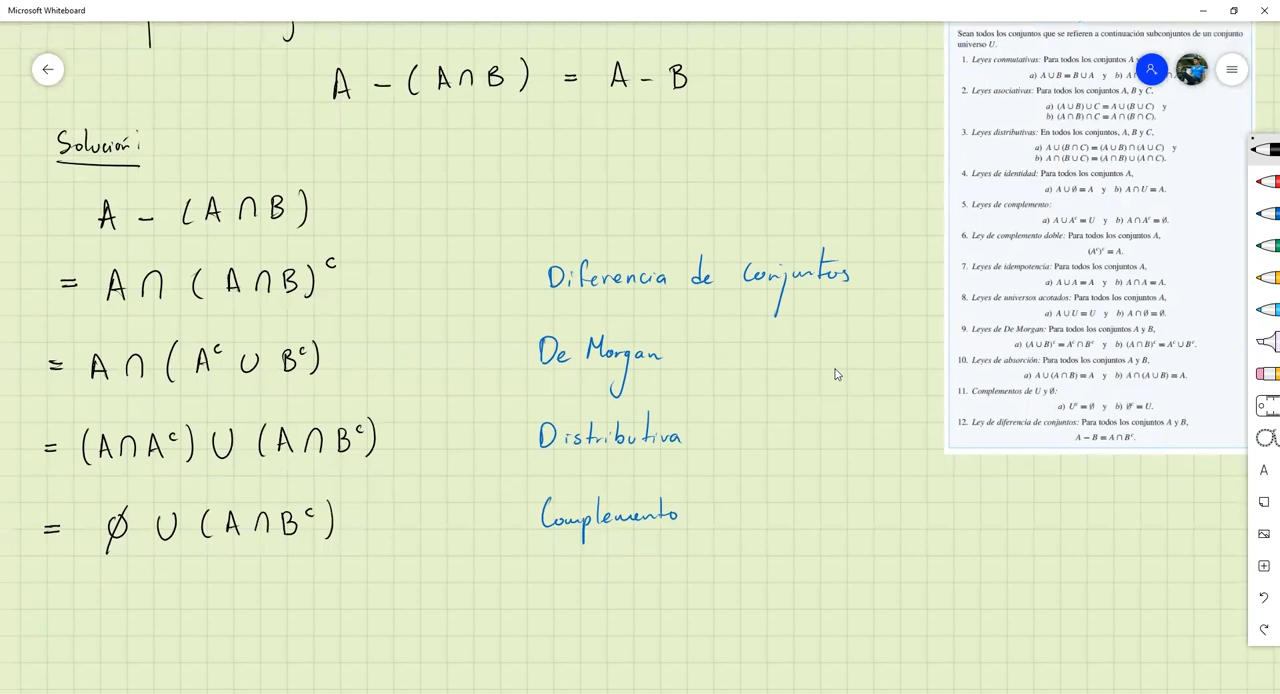 Microsoft Whiteboard
A - (A ∩ B) = A - B
Solución:
A - (A ∩ B)
= A ∩ (A ∩ B)ᶜ Diferencia de conjuntos
= A ∩ (Aᶜ ∪ Bᶜ) De Morgan
= (A ∩ Aᶜ) ∪ (A ∩ Bᶜ) Distributiva
= ∅ ∪ (A ∩ Bᶜ) Complemento
Sean todos los conjuntos que se refieren a continuación subconjuntos de un conjunto
universo U.
1. Leyes conmutativas: Para todos los conjuntos A y
a) A ∪ B = B ∪ A y b) A
2. Leyes asociativas: Para todos los conjuntos A, B y C,
a) (A ∪ B) ∪ C = A ∪ (B ∪ C) y
b) (A ∩ B) ∩ C = A ∩ (B ∩ C).
3. Leyes distributivas: En todos los conjuntos, A, B y C,
a) A ∪ (B ∩ C) = (A ∪ B) ∩ (A ∪ C) y
b) A ∩ (B ∪ C) = (A ∩ B) ∪ (A ∩ C).
4. Leyes de identidad: Para todos los conjuntos A,
a) A ∪ ∅ = A y b) A ∩ U = A.
5. Leyes de complemento:
a) A ∪ Aᶜ = U y b) A ∩ Aᶜ = ∅.
6. Ley de complemento doble: Para todos los conjuntos A,
(Aᶜ)ᶜ = A.
7. Leyes de idempotencia: Para todos los conjuntos A,
a) A ∪ A = A y b) A ∩ A = A.
8. Leyes de universos acotados: Para todos los conjuntos A,
a) A ∪ U = U y b) A ∩ ∅ = ∅.
9. Leyes de De Morgan: Para todos los conjuntos A y B,
a) (A ∪ B)ᶜ = Aᶜ ∩ Bᶜ y b) (A ∩ B)ᶜ = Aᶜ ∪ Bᶜ.
10. Leyes de absorción: Para todos los conjuntos A y B,
a) A ∪ (A ∩ B) = A y b) A ∩ (A ∪ B) = A.
11. Complementos de U y ∅:
a) Uᶜ = ∅ y b) ∅ᶜ = U.
12. Ley de diferencia de conjuntos: Para todos los conjuntos A y B,
A − B = A ∩ Bᶜ.
A